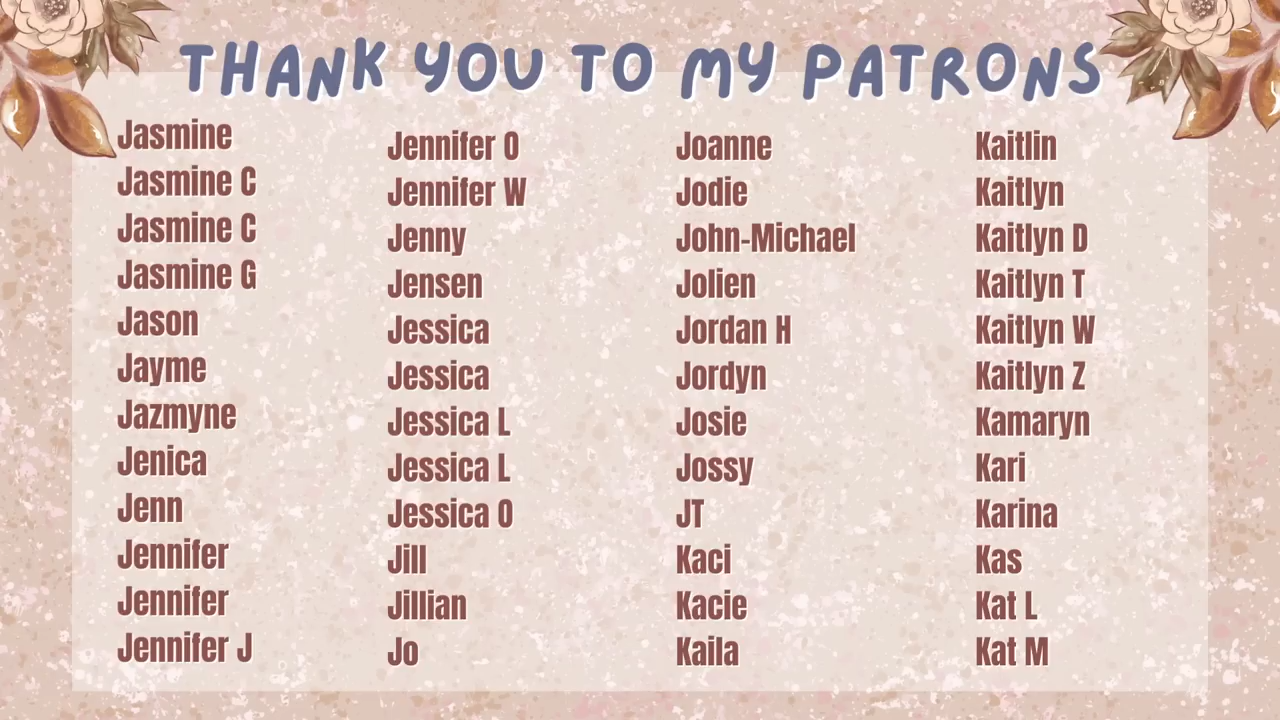 THANK YOU TO MY PATRONS
Jasmine
Jasmine C
Jasmine C
Jasmine G
Jason
Jayme
Jazmyne
Jenica
Jenn
Jennifer
Jennifer
Jennifer J
Jennifer O
Jennifer W
Jenny
Jensen
Jessica
Jessica
Jessica L
Jessica L
Jessica O
Jill
Jillian
Jo
Joanne
Jodie
John-Michael
Jolien
Jordan H
Jordyn
Josie
Jossy
JT
Kaci
Kacie
Kaila
Kaitlin
Kaitlyn
Kaitlyn D
Kaitlyn T
Kaitlyn W
Kaitlyn Z
Kamaryn
Kari
Karina
Kas
Kat L
Kat M